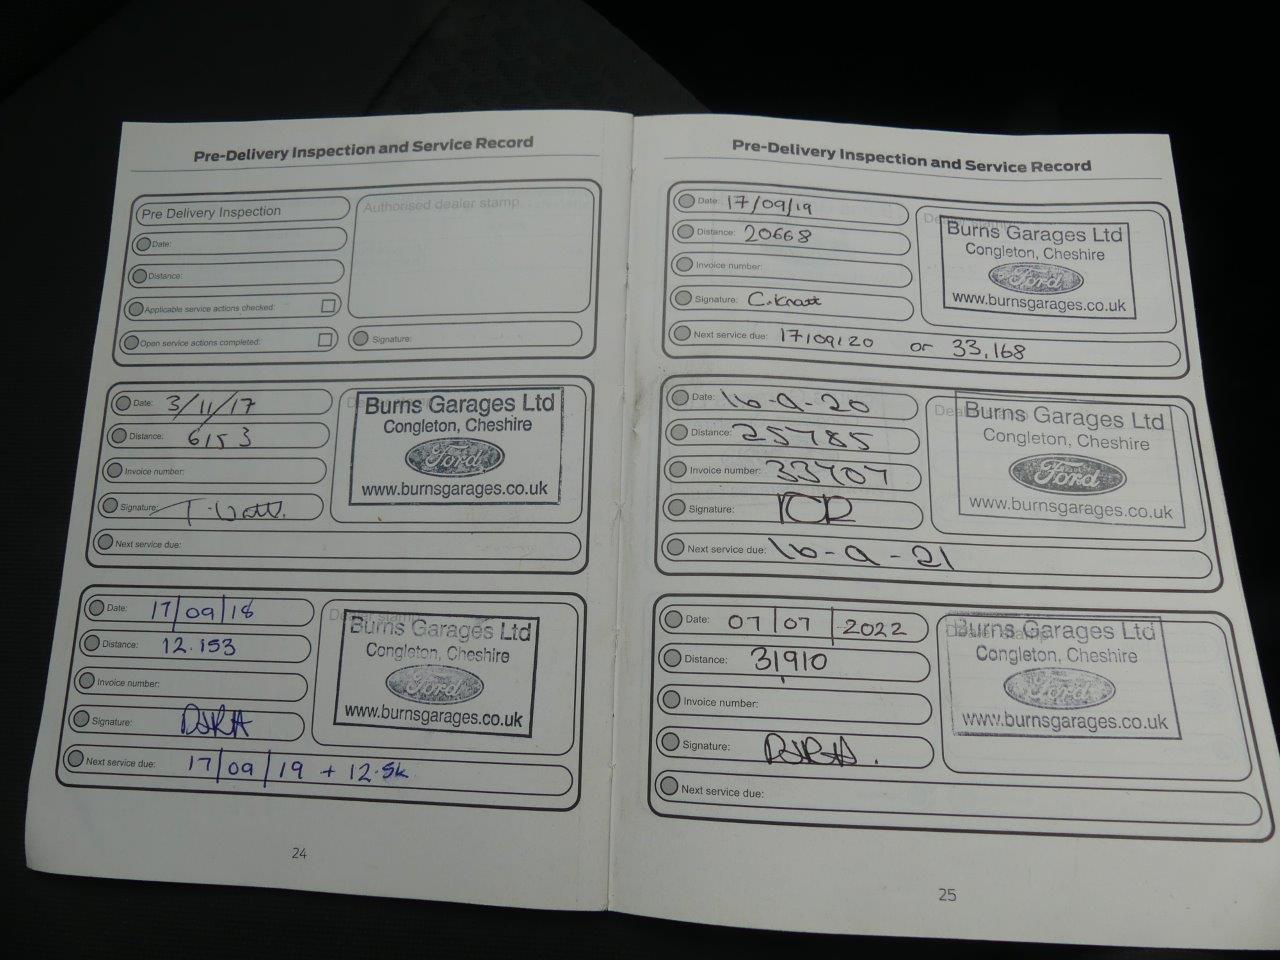 Pre-Delivery Inspection and Service Record
Pre Delivery Inspection
Authorised dealer stamp
Date:
Distance:
Applicable service actions checked:
Open service actions completed:
Signature:
Date: 3/11/17
Distance: 6153
Invoice number:
Signature:
Next service due:
Burns Garages Ltd
Congleton, Cheshire
Ford
www.burnsgarages.co.uk
Date: 17/09/18
Distance: 12.153
Invoice number:
Signature:
Next service due: 17/09/19 + 12.5k
Dealer stamp
Burns Garages Ltd
Congleton, Cheshire
Ford
www.burnsgarages.co.uk
24
Pre-Delivery Inspection and Service Record
Date: 17/09/19
Distance: 20668
Invoice number:
Signature:
Next service due: 17/09/20 or 33,168
Burns Garages Ltd
Congleton, Cheshire
Ford
www.burnsgarages.co.uk
Date: 16-9-20
Distance: 25785
Invoice number: 33707
Signature:
Next service due: 16-9-21
Burns Garages Ltd
Congleton, Cheshire
Ford
www.burnsgarages.co.uk
Date: 07/07/2022
Distance: 31,910
Invoice number:
Signature:
Next service due:
Dealer stamp
Burns Garages Ltd
Congleton, Cheshire
Ford
www.burnsgarages.co.uk
25